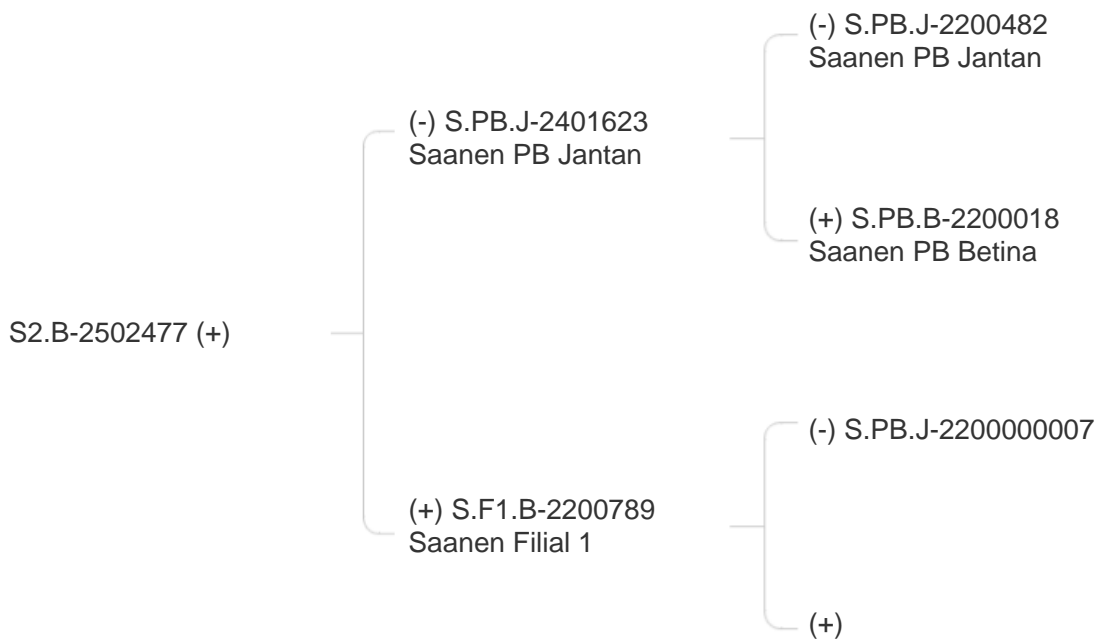 (-) S.PB.J-2200482
Saanen PB Jantan
(-) S.PB.J-2401623
Saanen PB Jantan
(+) S.PB.B-2200018
Saanen PB Betina
S2.B-2502477 (+)
(-) S.PB.J-2200000007
(+) S.F1.B-2200789
Saanen Filial 1
(+)